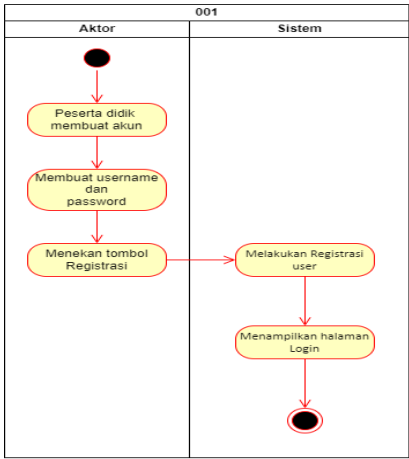 001
Aktor
Sistem
Peserta didik
membuat akun
Membuat username
dan
password
Menekan tombol
Registrasi
Melakukan Registrasi
user
Menampilkan halaman
Login